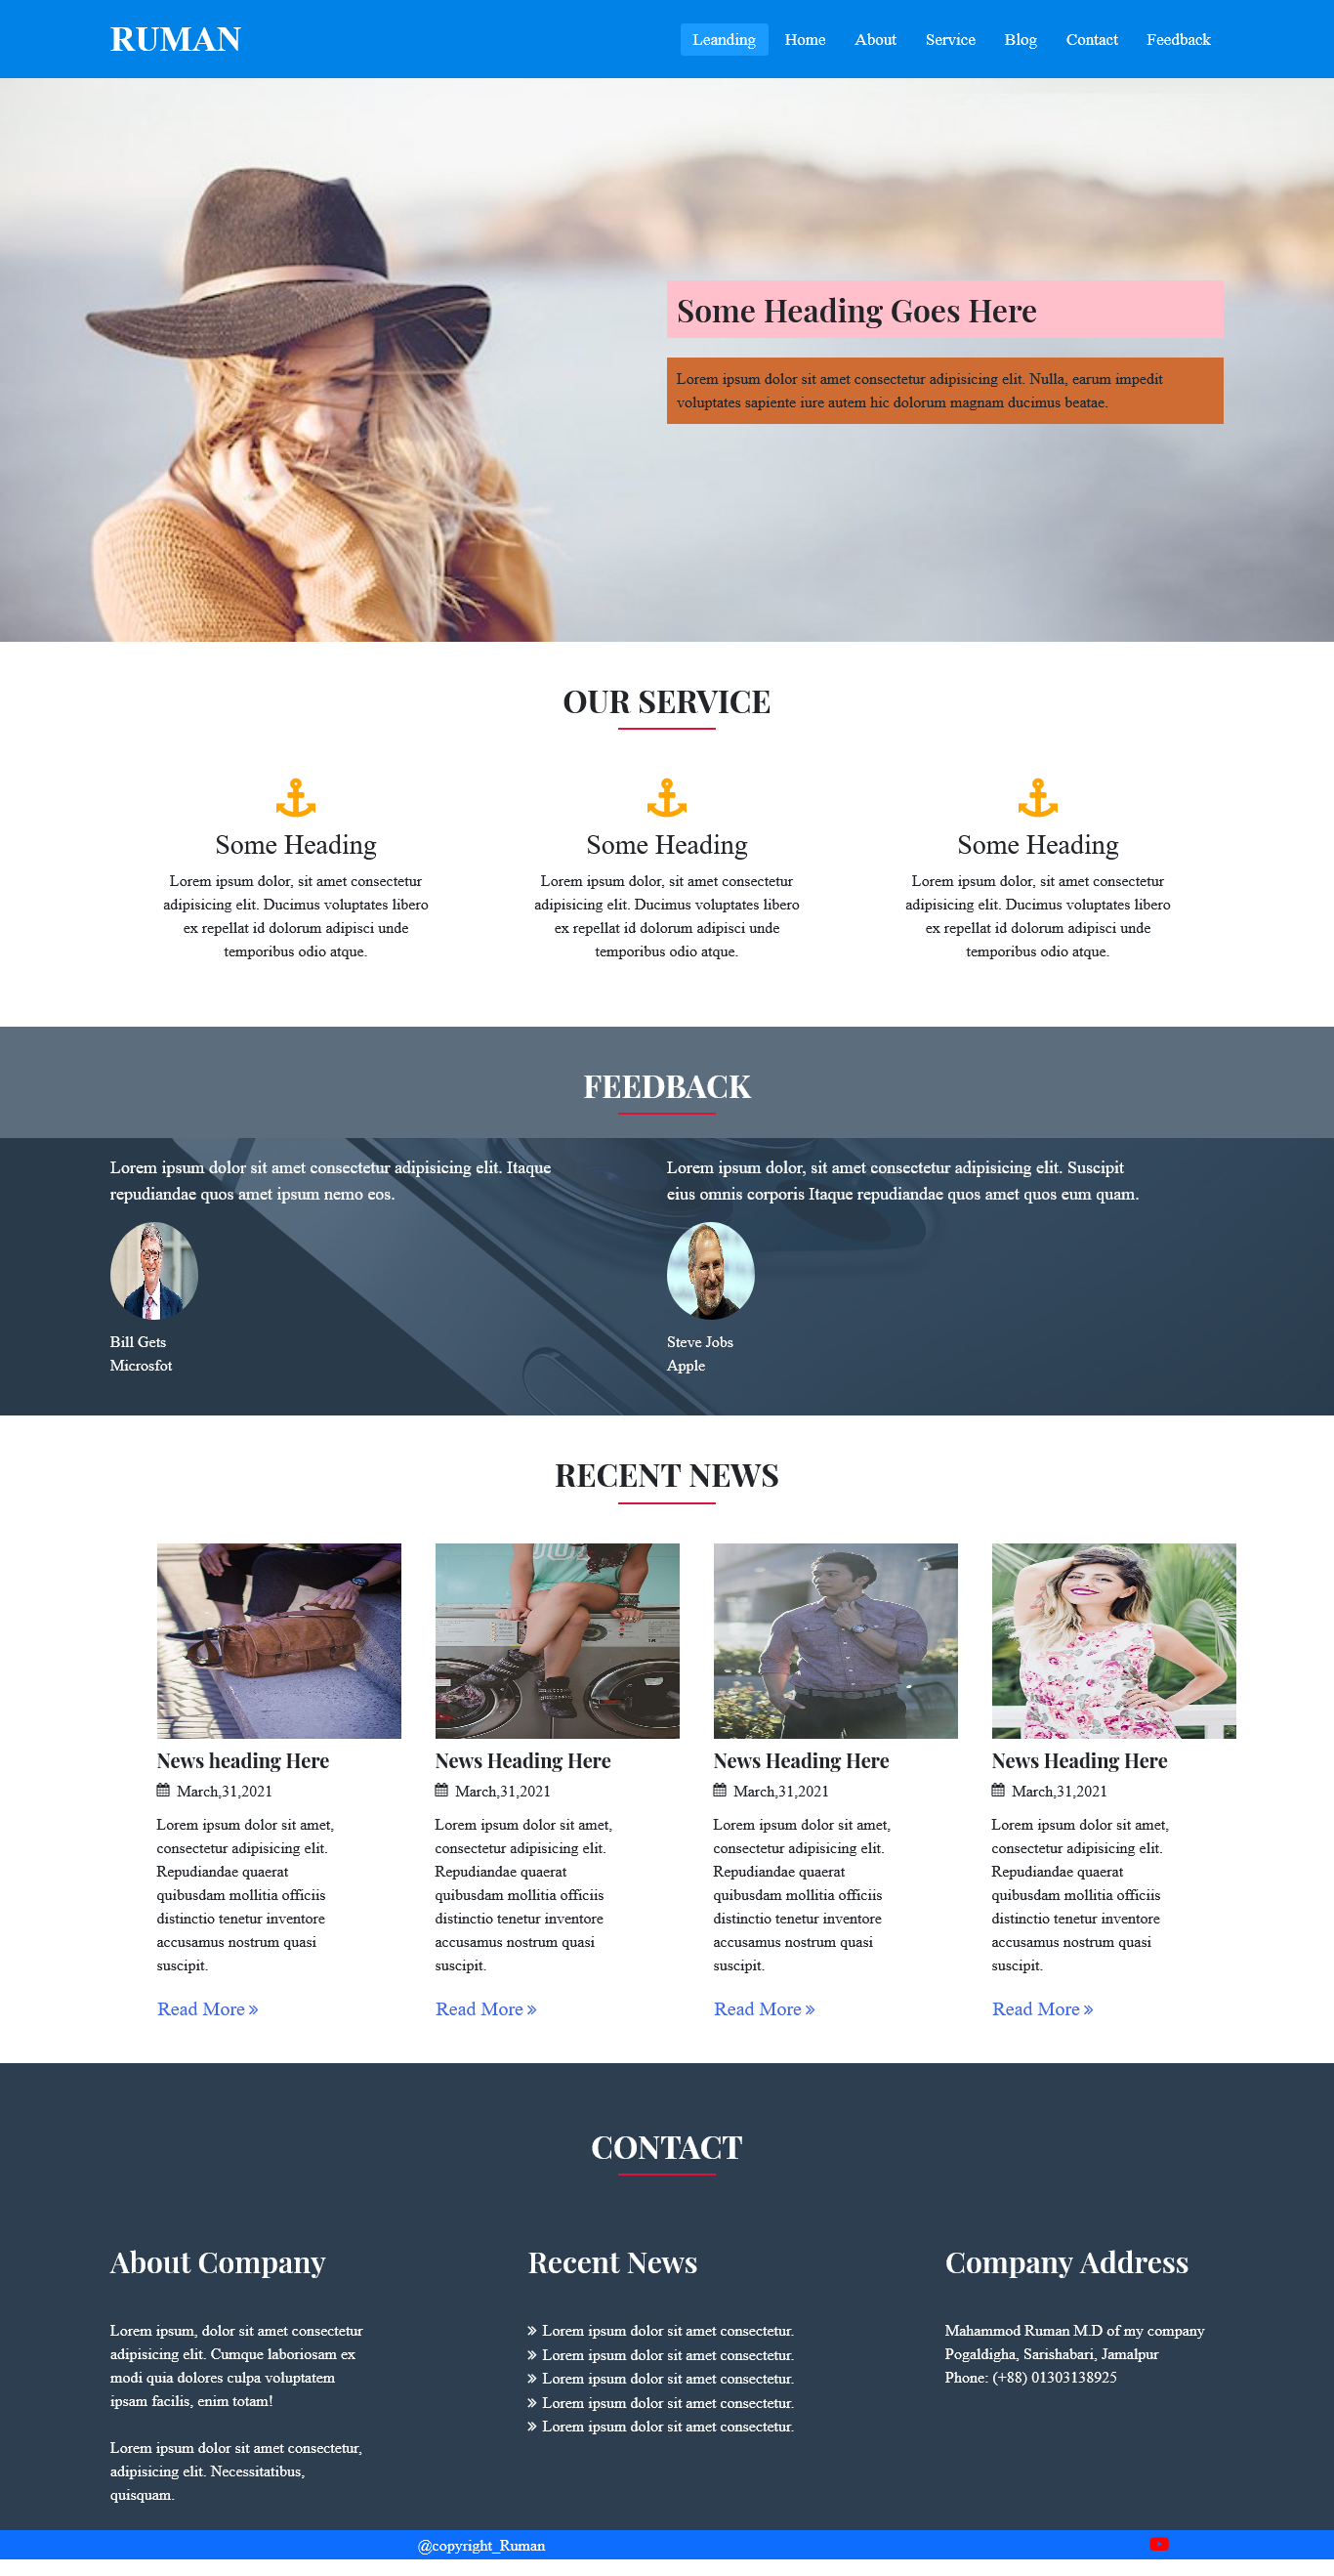 RUMAN
Leanding Home About Service Blog Contact Feedback
Some Heading Goes Here
Lorem ipsum dolor sit amet consectetur adipisicing elit. Nulla, earum impedit
voluptates sapiente iure autem hic dolorum magnam ducimus beatae.
OUR SERVICE
Some Heading
Lorem ipsum dolor, sit amet consectetur
adipisicing elit. Ducimus voluptates libero
ex repellat id dolorum adipisci unde
temporibus odio atque.
Some Heading
Lorem ipsum dolor, sit amet consectetur
adipisicing elit. Ducimus voluptates libero
ex repellat id dolorum adipisci unde
temporibus odio atque.
Some Heading
Lorem ipsum dolor, sit amet consectetur
adipisicing elit. Ducimus voluptates libero
ex repellat id dolorum adipisci unde
temporibus odio atque.
FEEDBACK
Lorem ipsum dolor sit amet consectetur adipisicing elit. Itaque
repudiandae quos amet ipsum nemo eos.
Bill Gets
Microsfot
Lorem ipsum dolor, sit amet consectetur adipisicing elit. Suscipit
eius omnis corporis Itaque repudiandae quos amet quos eum quam.
Steve Jobs
Apple
RECENT NEWS
News heading Here
March,31,2021
Lorem ipsum dolor sit amet,
consectetur adipisicing elit.
Repudiandae quaerat
quibusdam mollitia officiis
distinctio tenetur inventore
accusamus nostrum quasi
suscipit.
Read More »
News Heading Here
March,31,2021
Lorem ipsum dolor sit amet,
consectetur adipisicing elit.
Repudiandae quaerat
quibusdam mollitia officiis
distinctio tenetur inventore
accusamus nostrum quasi
suscipit.
Read More »
News Heading Here
March,31,2021
Lorem ipsum dolor sit amet,
consectetur adipisicing elit.
Repudiandae quaerat
quibusdam mollitia officiis
distinctio tenetur inventore
accusamus nostrum quasi
suscipit.
Read More »
News Heading Here
March,31,2021
Lorem ipsum dolor sit amet,
consectetur adipisicing elit.
Repudiandae quaerat
quibusdam mollitia officiis
distinctio tenetur inventore
accusamus nostrum quasi
suscipit.
Read More »
CONTACT
About Company
Lorem ipsum, dolor sit amet consectetur
adipisicing elit. Cumque laboriosam ex
modi quia dolores culpa voluptatem
ipsam facilis, enim totam!
Lorem ipsum dolor sit amet consectetur,
adipisicing elit. Necessitatibus,
quisquam.
Recent News
» Lorem ipsum dolor sit amet consectetur.
» Lorem ipsum dolor sit amet consectetur.
» Lorem ipsum dolor sit amet consectetur.
» Lorem ipsum dolor sit amet consectetur.
» Lorem ipsum dolor sit amet consectetur.
Company Address
Mahammod Ruman M.D of my company
Pogaldigha, Sarishabari, Jamalpur
Phone: (+88) 01303138925
@copyright_Ruman